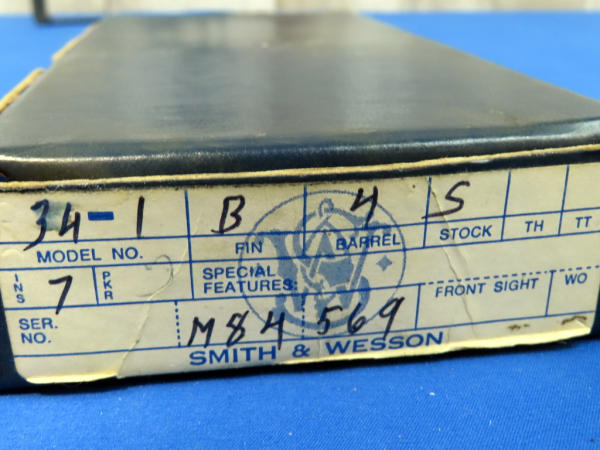 34-1 B 4 S
MODEL NO. FIN BARREL STOCK TH TT
INS 7 PKR SPECIAL FEATURES: FRONT SIGHT WO
SER. NO. M84569
SMITH & WESSON